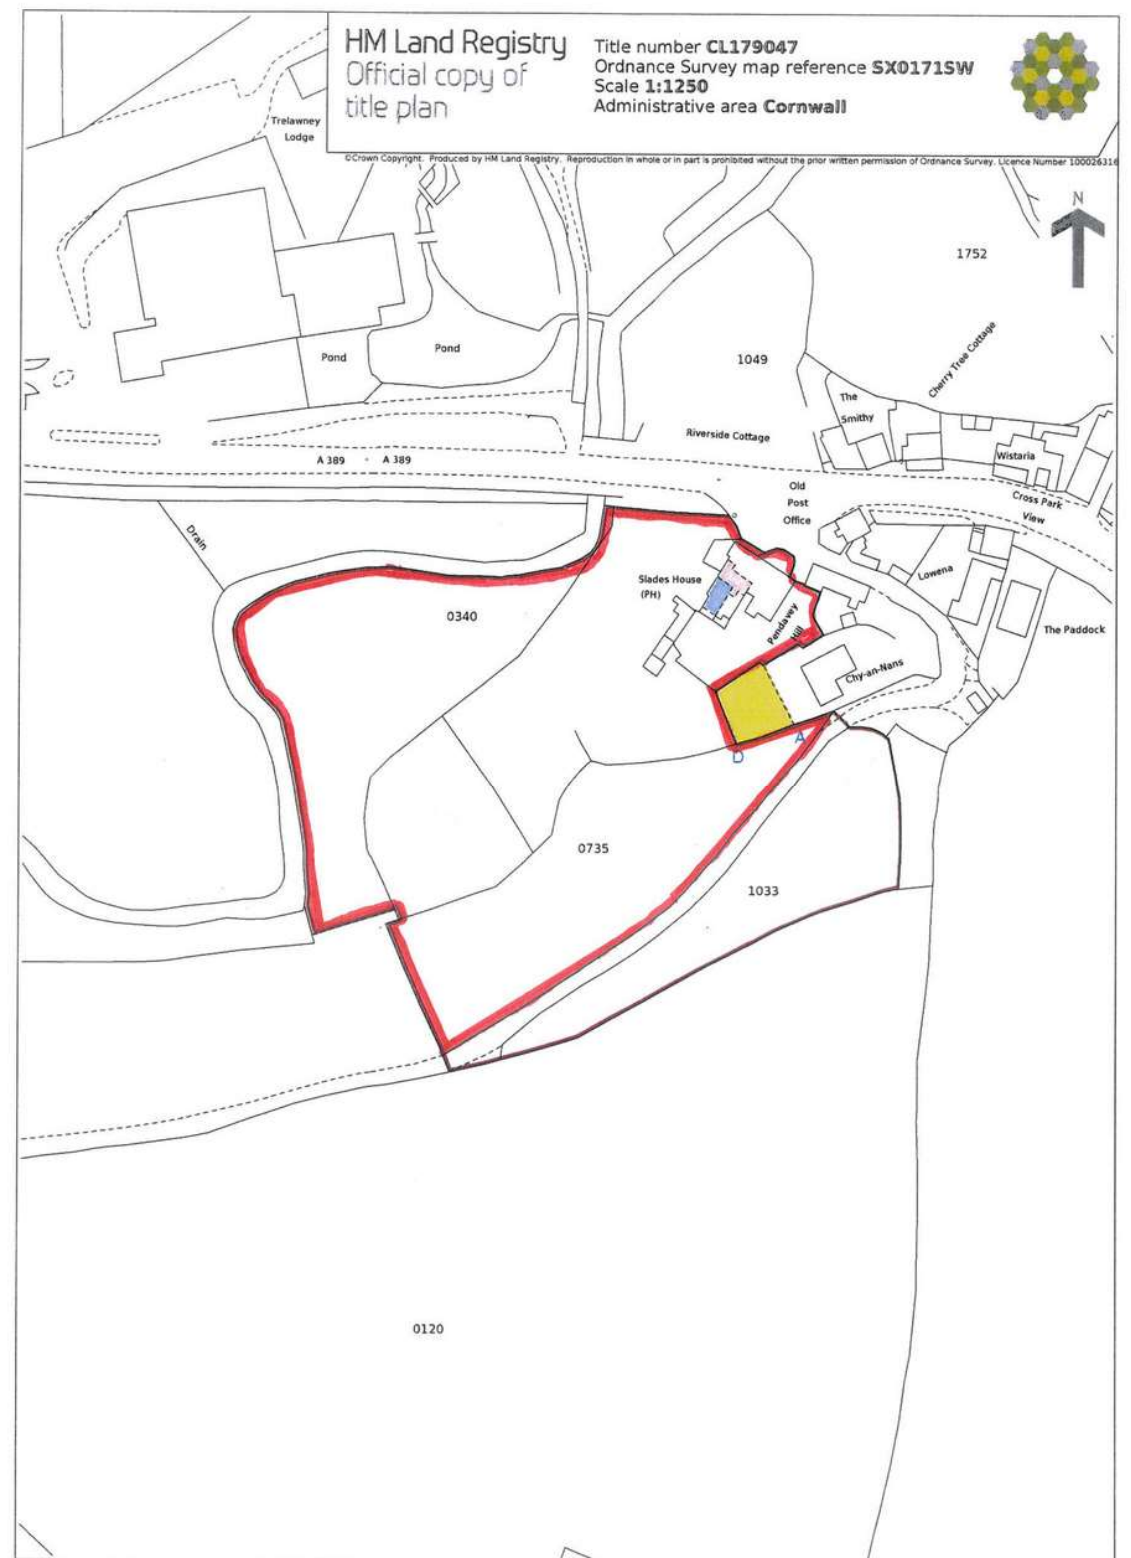 HM Land Registry
Official copy of
title plan
Title number CL179047
Ordnance Survey map reference SX0171SW
Scale 1:1250
Administrative area Cornwall
©Crown Copyright. Produced by HM Land Registry. Reproduction in whole or in part is prohibited without the prior written permission of Ordnance Survey. Licence Number 100026316
Trelawney
Lodge
N
1752
Pond
Pond
1049
Cherry Tree Cottage
The
Smithy
Riverside Cottage
A 389
A 389
Wistaria
Old
Post
Office
Cross Park
View
Drain
Slades House
(PH)
Lowena
0340
Pendavey
Hill
The Paddock
Chy-an-Nans
A
D
0735
1033
0120